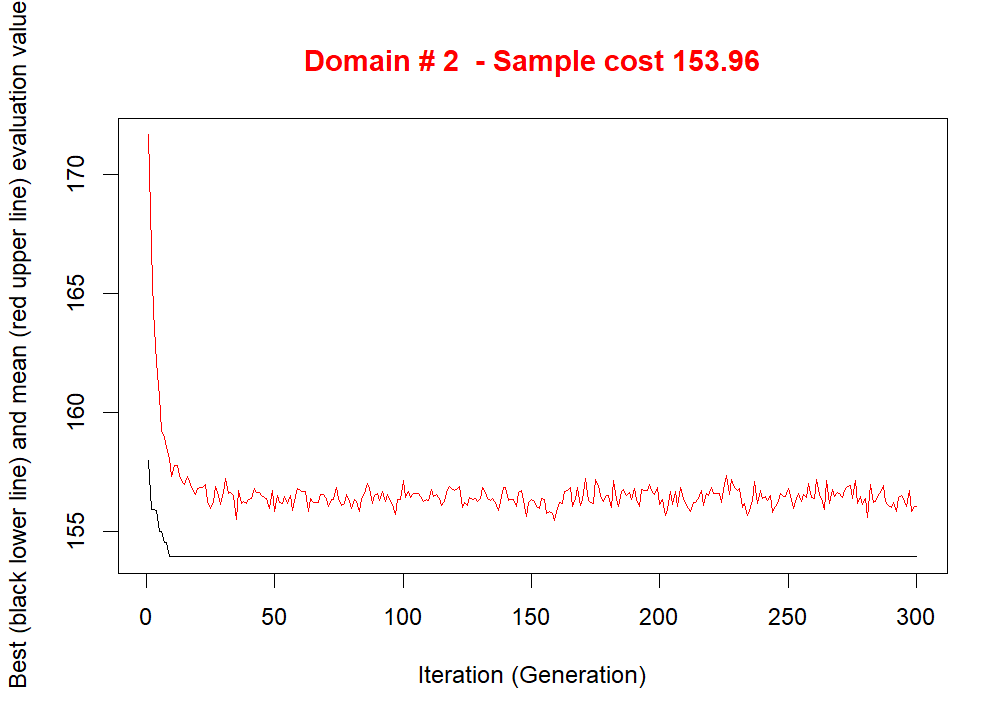 Domain # 2  - Sample cost 153.96
Best (black lower line) and mean (red upper line) evaluation value
170
165
160
155
0 50 100 150 200 250 300
Iteration (Generation)